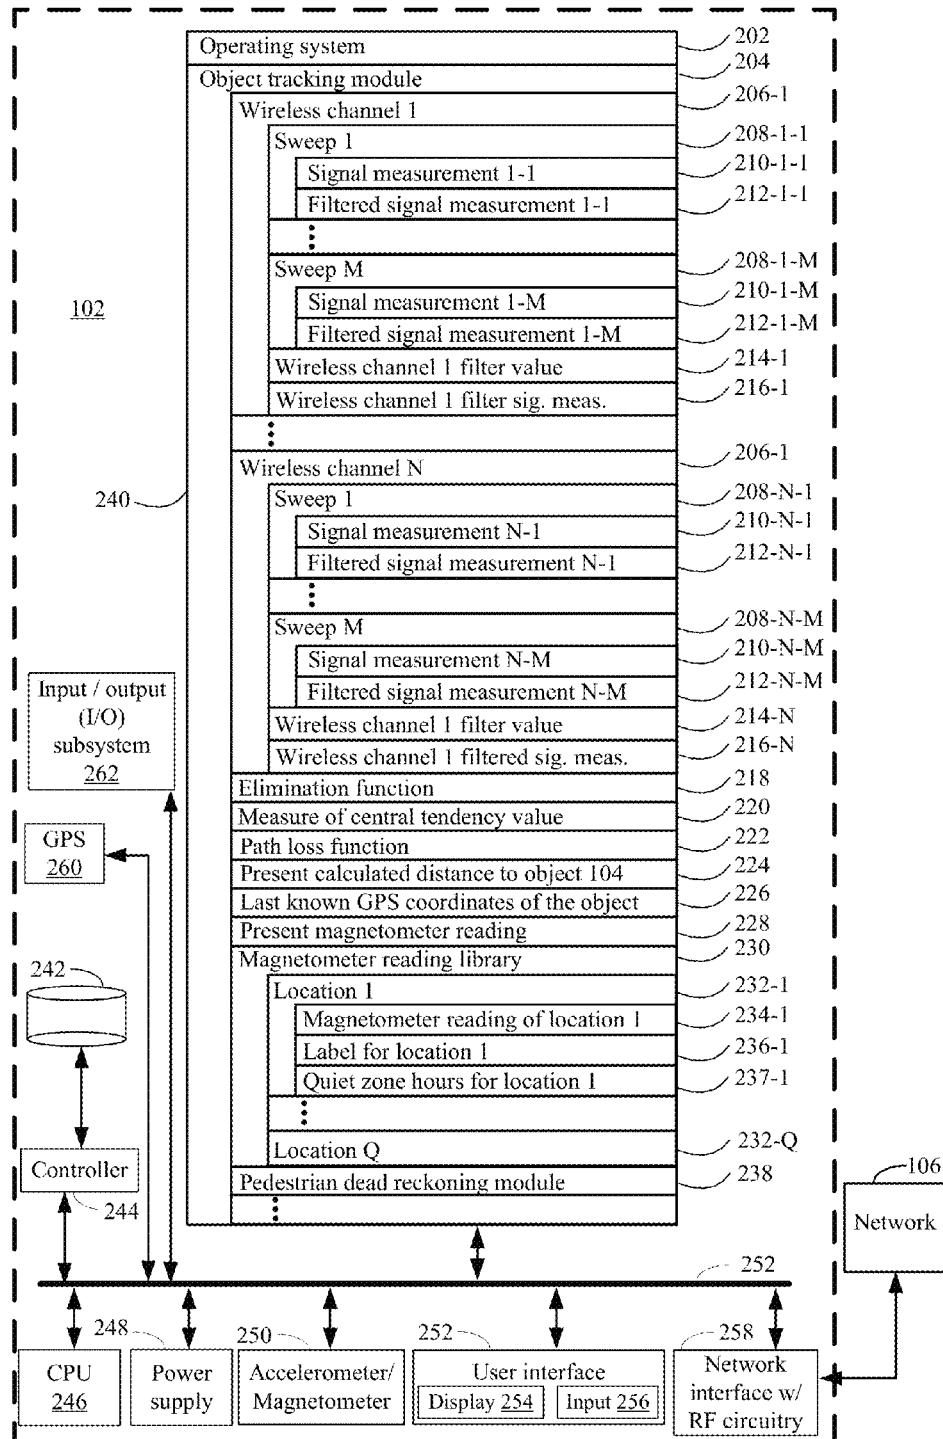 Operating system 202
Object tracking module 204
Wireless channel 1 206-1
Sweep 1 208-1-1
Signal measurement 1-1 210-1-1
Filtered signal measurement 1-1 212-1-1
Sweep M 208-1-M
102
Signal measurement 1-M 210-1-M
Filtered signal measurement 1-M 212-1-M
Wireless channel 1 filter value 214-1
Wireless channel 1 filter sig. meas. 216-1
Wireless channel N 206-1
240
Sweep 1 208-N-1
Signal measurement N-1 210-N-1
Filtered signal measurement N-1 212-N-1
Sweep M 208-N-M
Signal measurement N-M 210-N-M
Filtered signal measurement N-M 212-N-M
Wireless channel 1 filter value 214-N
Wireless channel 1 filtered sig. meas. 216-N
Input / output
(I/O)
subsystem
262
Elimination function 218
Measure of central tendency value 220
Path loss function 222
Present calculated distance to object 104 224
Last known GPS coordinates of the object 226
Present magnetometer reading 228
Magnetometer reading library 230
GPS
260
Location 1 232-1
Magnetometer reading of location 1 234-1
Label for location 1 236-1
Quiet zone hours for location 1 237-1
Location Q 232-Q
Pedestrian dead reckoning module 238
242
Controller
244
106
Network
252
CPU
246
248
Power
supply
250
Accelerometer/
Magnetometer
252
User interface
Display 254
Input 256
258
Network
interface w/
RF circuitry